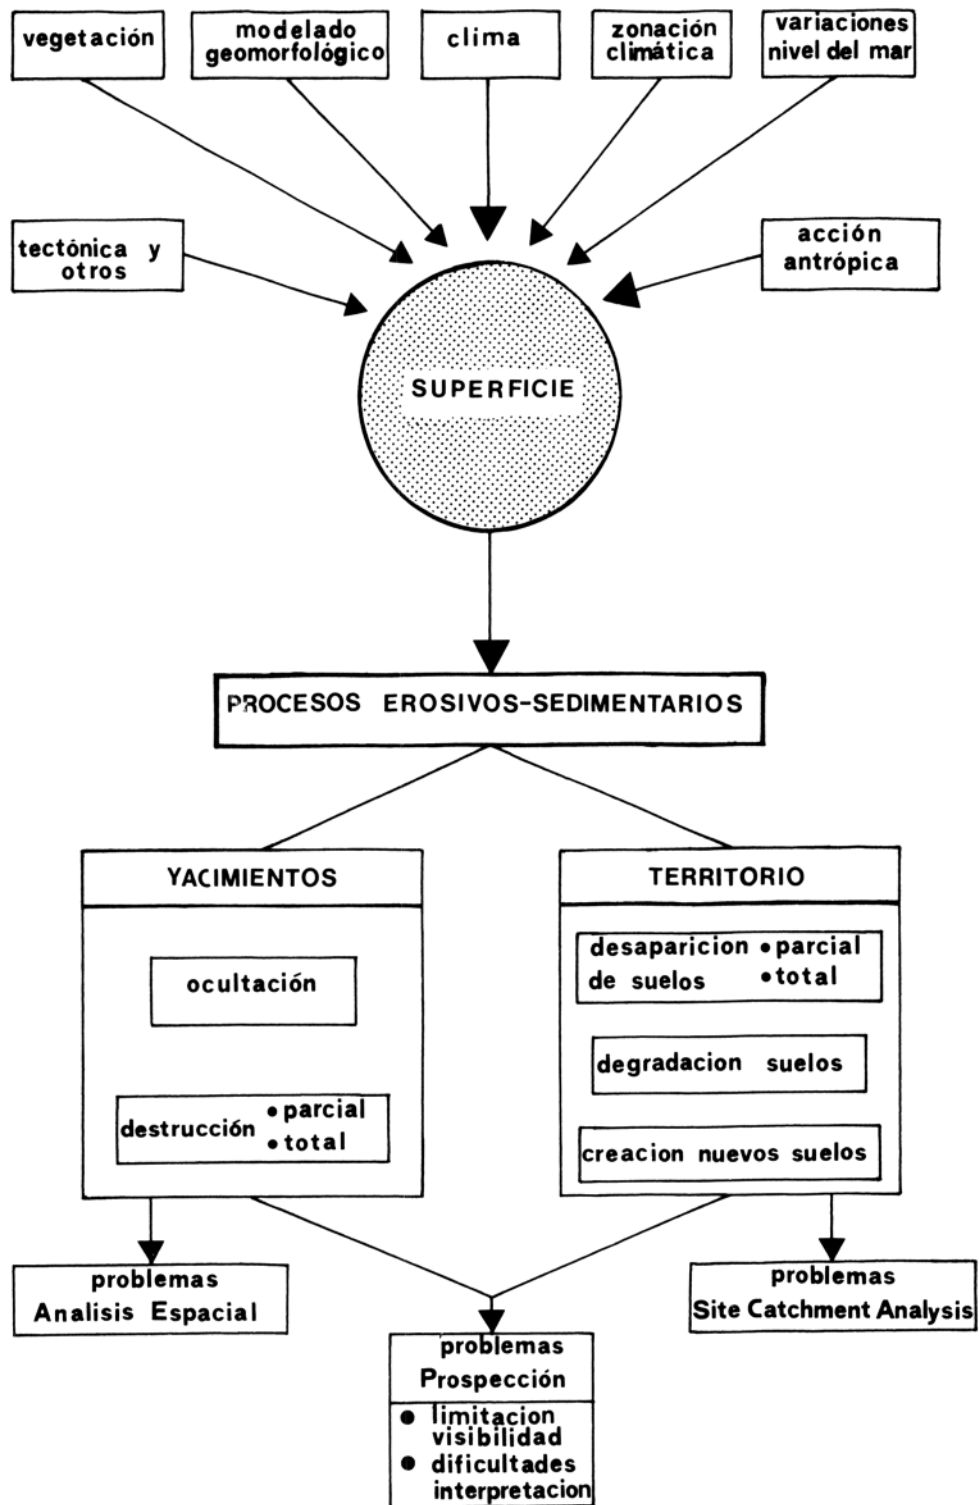 vegetación
modelado
geomorfológico
clima
zonación
climática
variaciones
nivel del mar
tectónica y
otros
acción
antrópica
SUPERFICIE
PROCESOS EROSIVOS-SEDIMENTARIOS
YACIMIENTOS
ocultación
destrucción • parcial
• total
TERRITORIO
desaparicion • parcial
de suelos • total
degradacion suelos
creacion nuevos suelos
problemas
Analisis Espacial
problemas
Prospección
• limitacion
visibilidad
• dificultades
interpretacion
problemas
Site Catchment Analysis